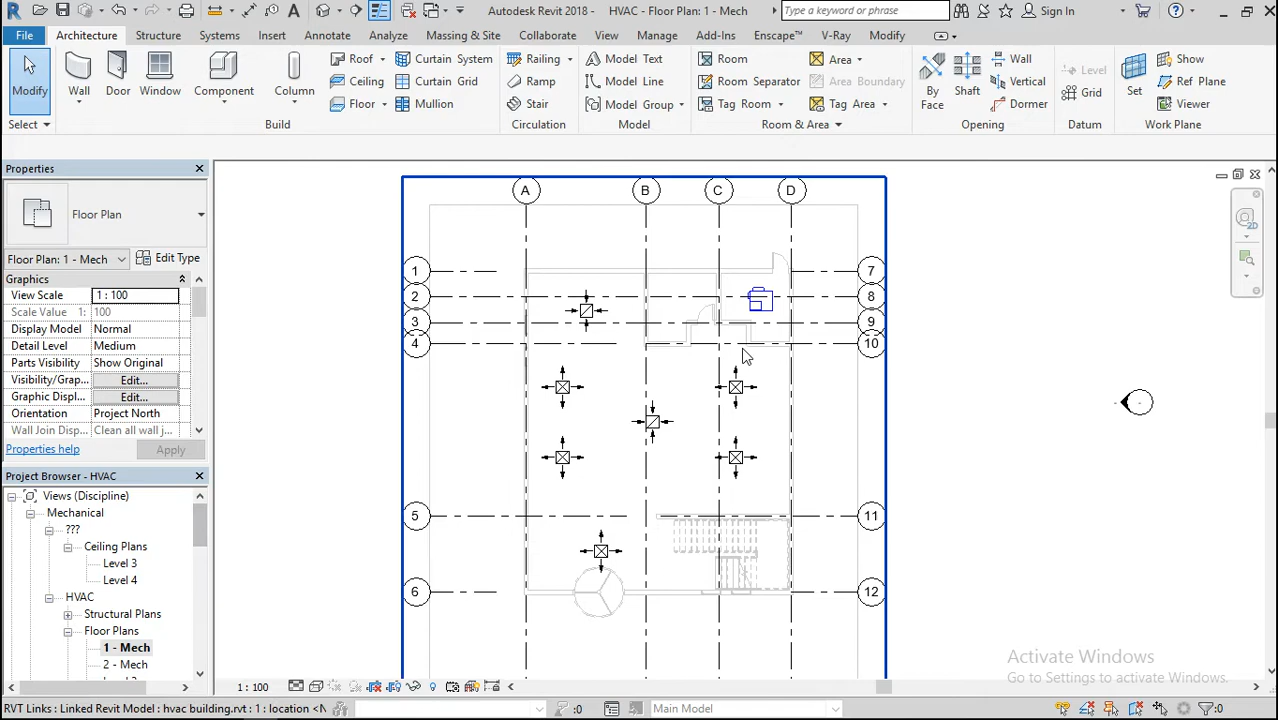 Autodesk Revit 2018 - HVAC - Floor Plan: 1 - Mech
Type a keyword or phrase
Sign In
File Architecture Structure Systems Insert Annotate Analyze Massing & Site Collaborate View Manage Add-Ins Enscape™ V-Ray Modify
Modify
Wall
Door
Window
Component
Column
Roof
Ceiling
Floor
Curtain System
Curtain Grid
Mullion
Railing
Ramp
Stair
Model Text
Model Line
Model Group
Room
Room Separator
Tag Room
Area
Area Boundary
Tag Area
By Face
Shaft
Wall
Vertical
Dormer
Level
Grid
Set
Show
Ref Plane
Viewer
Select
Build
Circulation
Model
Room & Area
Opening
Datum
Work Plane
Properties
Floor Plan
Floor Plan: 1 - Mech
Edit Type
Graphics
View Scale 1 : 100
Scale Value 1: 100
Display Model Normal
Detail Level Medium
Parts Visibility Show Original
Visibility/Grap... Edit...
Graphic Displ... Edit...
Orientation Project North
Wall Join Displ... Clean all wall j...
Properties help
Apply
Project Browser - HVAC
Views (Discipline)
Mechanical
???
Ceiling Plans
Level 3
Level 4
HVAC
Structural Plans
Floor Plans
1 - Mech
2 - Mech
A B C D
1 7
2 8
3 9
4 10
5 11
6 12
2D
Activate Windows
Go to Settings to activate Windows.
1 : 100
RVT Links : Linked Revit Model : hvac building.rvt : 1 : location <N
:0
Main Model
:0